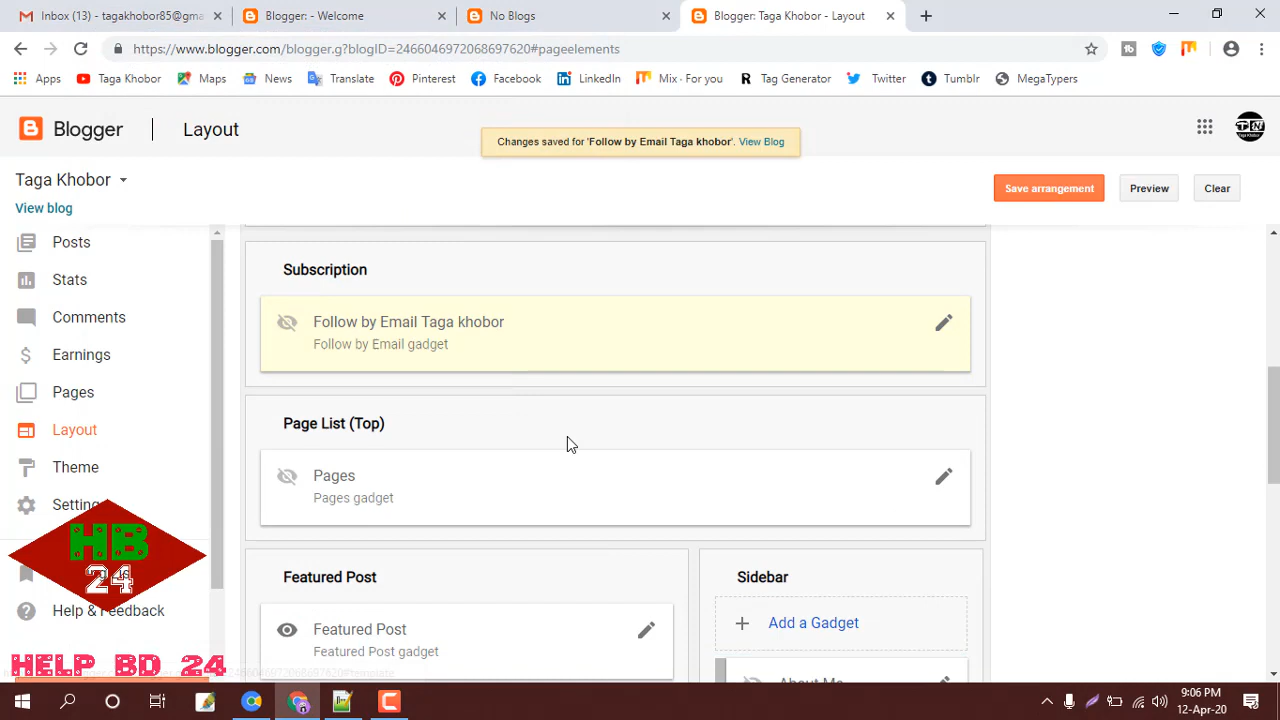 Inbox (13) - tagakhobor85@gma
Blogger: - Welcome
No Blogs
Blogger: Taga Khobor - Layout
https://www.blogger.com/blogger.g?blogID=2466046972068697620#pageelements
Apps
Taga Khobor
Maps
News
Translate
Pinterest
Facebook
LinkedIn
Mix - For you
Tag Generator
Twitter
Tumblr
MegaTypers
Blogger
Layout
Changes saved for 'Follow by Email Taga khobor'. View Blog
Taga Khobor
Save arrangement
Preview
Clear
View blog
Posts
Stats
Comments
Earnings
Pages
Layout
Theme
Setting
Help & Feedback
Subscription
Follow by Email Taga khobor
Follow by Email gadget
Page List (Top)
Pages
Pages gadget
Featured Post
Featured Post
Featured Post gadget
Sidebar
Add a Gadget
About Me
HB
24
HELP BD 24
9:06 PM
12-Apr-20